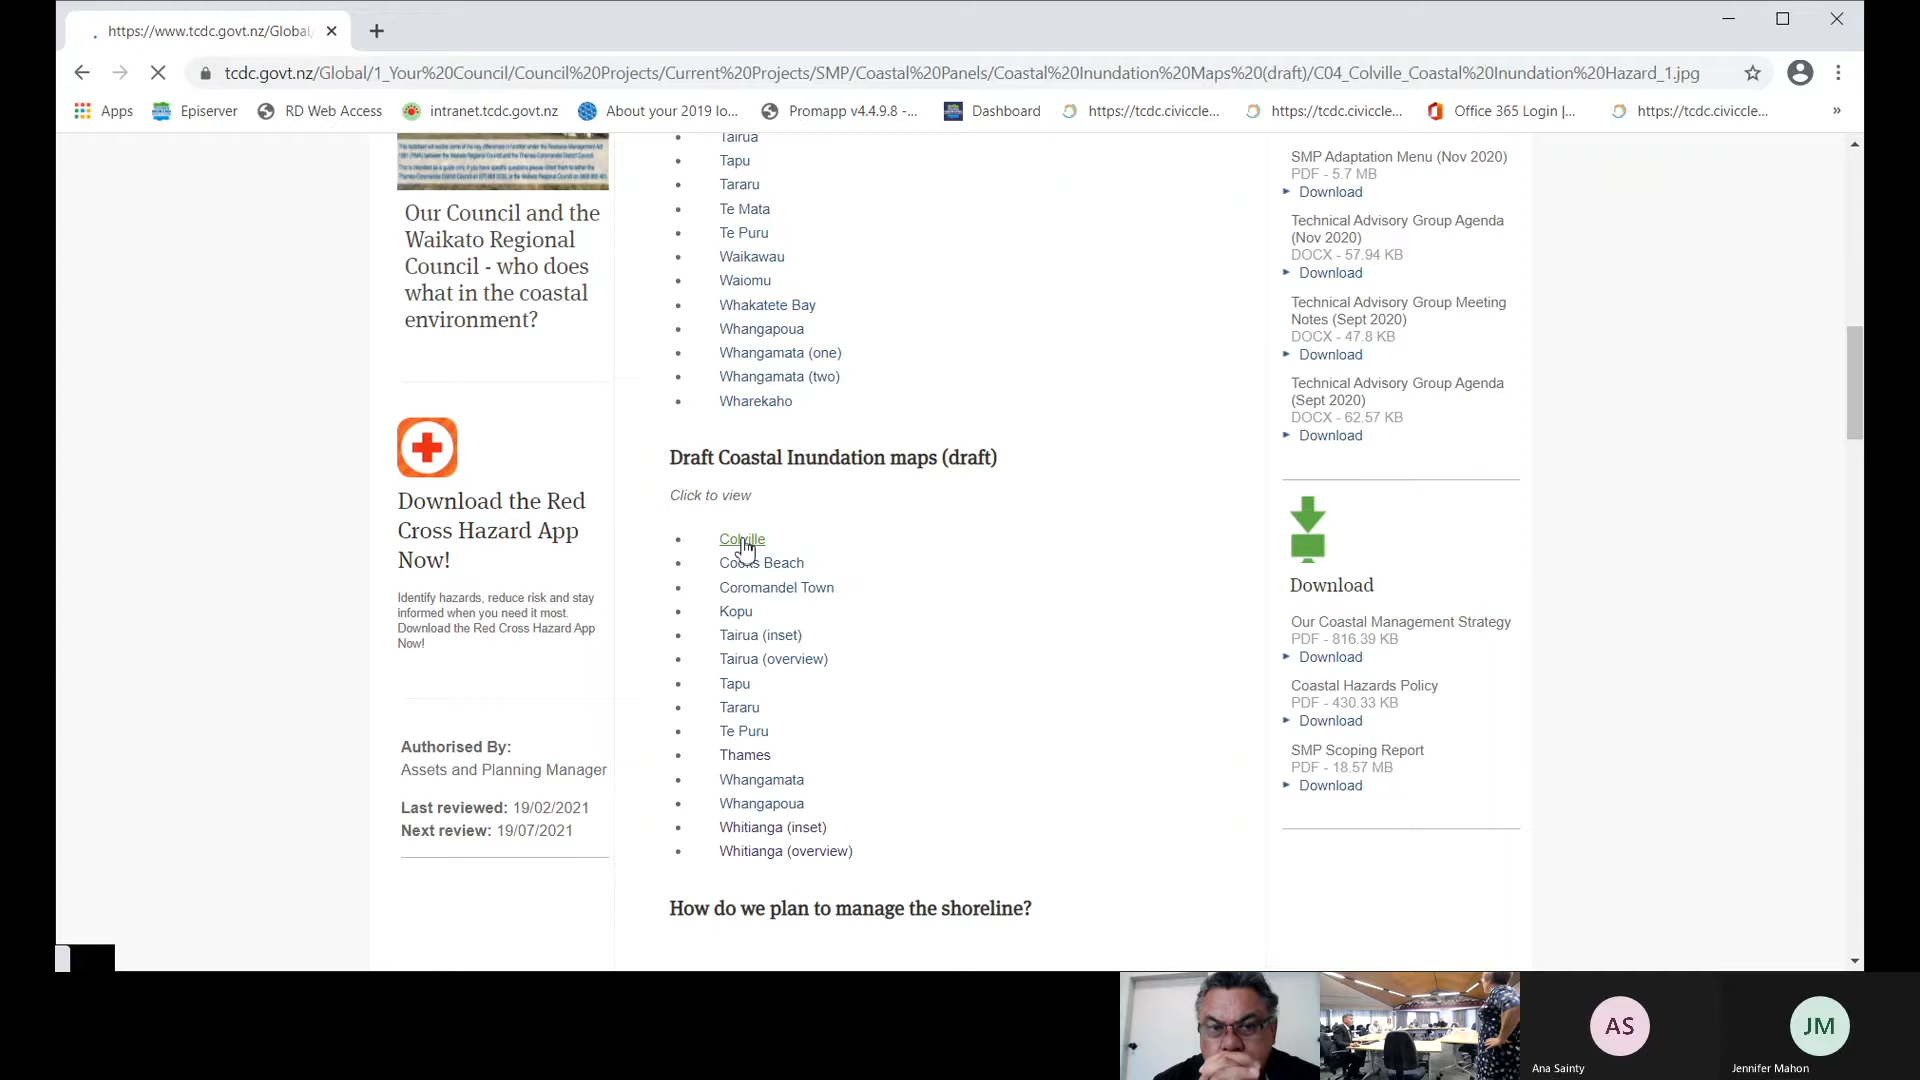 https://www.tcdc.govt.nz/Global/
tcdc.govt.nz/Global/1_Your%20Council/Council%20Projects/Current%20Projects/SMP/Coastal%20Panels/Coastal%20Inundation%20Maps%20(draft)/C04_Colville_Coastal%20Inundation%20Hazard_1.jpg
Apps Episerver RD Web Access intranet.tcdc.govt.nz About your 2019 lo... Promapp v4.4.9.8 -... Dashboard https://tcdc.civiccle... https://tcdc.civiccle... Office 365 Login |... https://tcdc.civiccle... »
Our Council and the
Waikato Regional
Council - who does
what in the coastal
environment?
Download the Red
Cross Hazard App
Now!
Identify hazards, reduce risk and stay
informed when you need it most.
Download the Red Cross Hazard App
Now!
Authorised By:
Assets and Planning Manager
Last reviewed: 19/02/2021
Next review: 19/07/2021
Tairua
Tapu
Tararu
Te Mata
Te Puru
Waikawau
Waiomu
Whakatete Bay
Whangapoua
Whangamata (one)
Whangamata (two)
Wharekaho
Draft Coastal Inundation maps (draft)
Click to view
Colville
Cooks Beach
Coromandel Town
Kopu
Tairua (inset)
Tairua (overview)
Tapu
Tararu
Te Puru
Thames
Whangamata
Whangapoua
Whitianga (inset)
Whitianga (overview)
How do we plan to manage the shoreline?
SMP Adaptation Menu (Nov 2020)
PDF - 5.7 MB
Download
Technical Advisory Group Agenda
(Nov 2020)
DOCX - 57.94 KB
Download
Technical Advisory Group Meeting
Notes (Sept 2020)
DOCX - 47.8 KB
Download
Technical Advisory Group Agenda
(Sept 2020)
DOCX - 62.57 KB
Download
Download
Our Coastal Management Strategy
PDF - 816.39 KB
Download
Coastal Hazards Policy
PDF - 430.33 KB
Download
SMP Scoping Report
PDF - 18.57 MB
Download
AS
Ana Sainty
JM
Jennifer Mahon